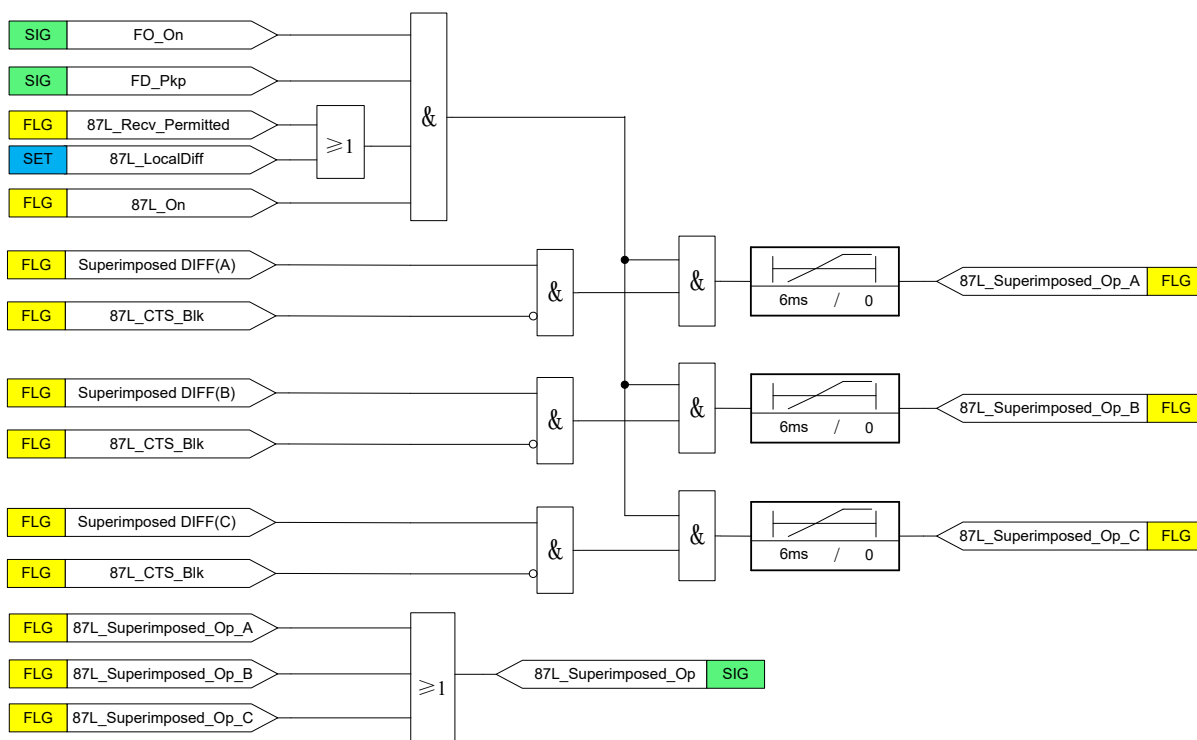 SIG FO_On
SIG FD_Pkp
FLG 87L_Recv_Permitted
SET 87L_LocalDiff
≥1
&
FLG 87L_On
FLG Superimposed DIFF(A)
FLG 87L_CTS_Blk
&
&
6ms / 0
87L_Superimposed_Op_A FLG
FLG Superimposed DIFF(B)
FLG 87L_CTS_Blk
&
&
6ms / 0
87L_Superimposed_Op_B FLG
FLG Superimposed DIFF(C)
FLG 87L_CTS_Blk
&
&
6ms / 0
87L_Superimposed_Op_C FLG
FLG 87L_Superimposed_Op_A
FLG 87L_Superimposed_Op_B
FLG 87L_Superimposed_Op_C
≥1
87L_Superimposed_Op SIG